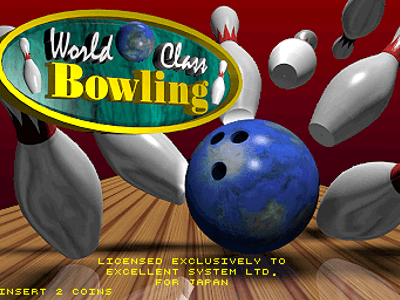 World Class
Bowling
LICENSED EXCLUSIVELY TO
EXCELLENT SYSTEM LTD.
FOR JAPAN
INSERT 2 COINS